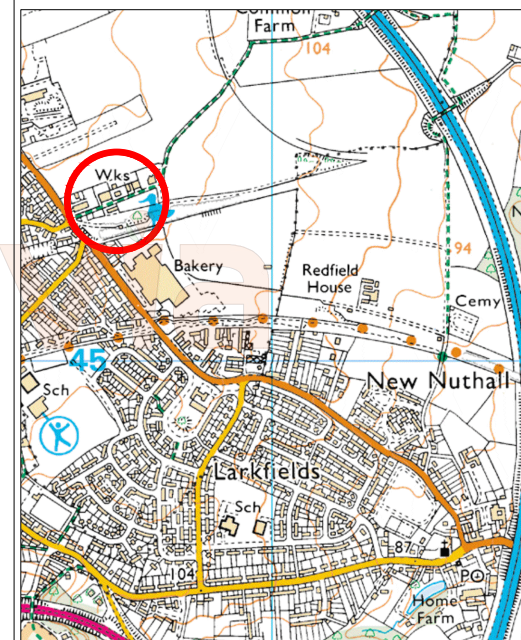 Common
Farm
104
Wks
Bakery
Redfield
House
94
Cemy
45
Sch
New Nuthall
Larkfields
Sch
87
104
PO
Home
Farm